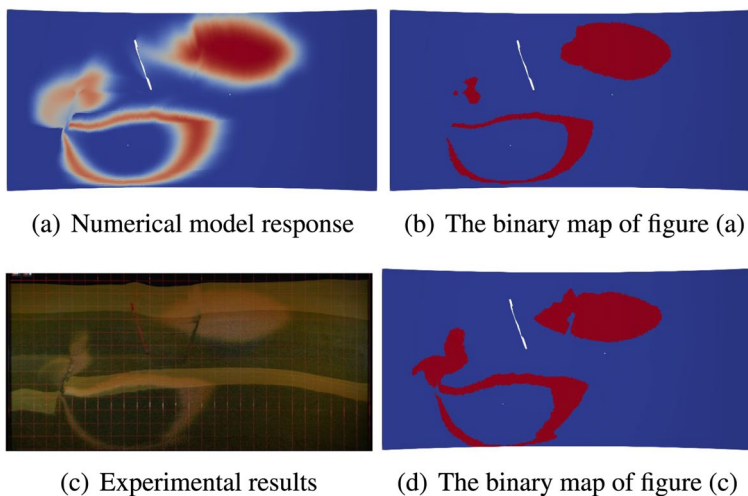 (a) Numerical model response
(b) The binary map of figure (a)
(c) Experimental results
(d) The binary map of figure (c)